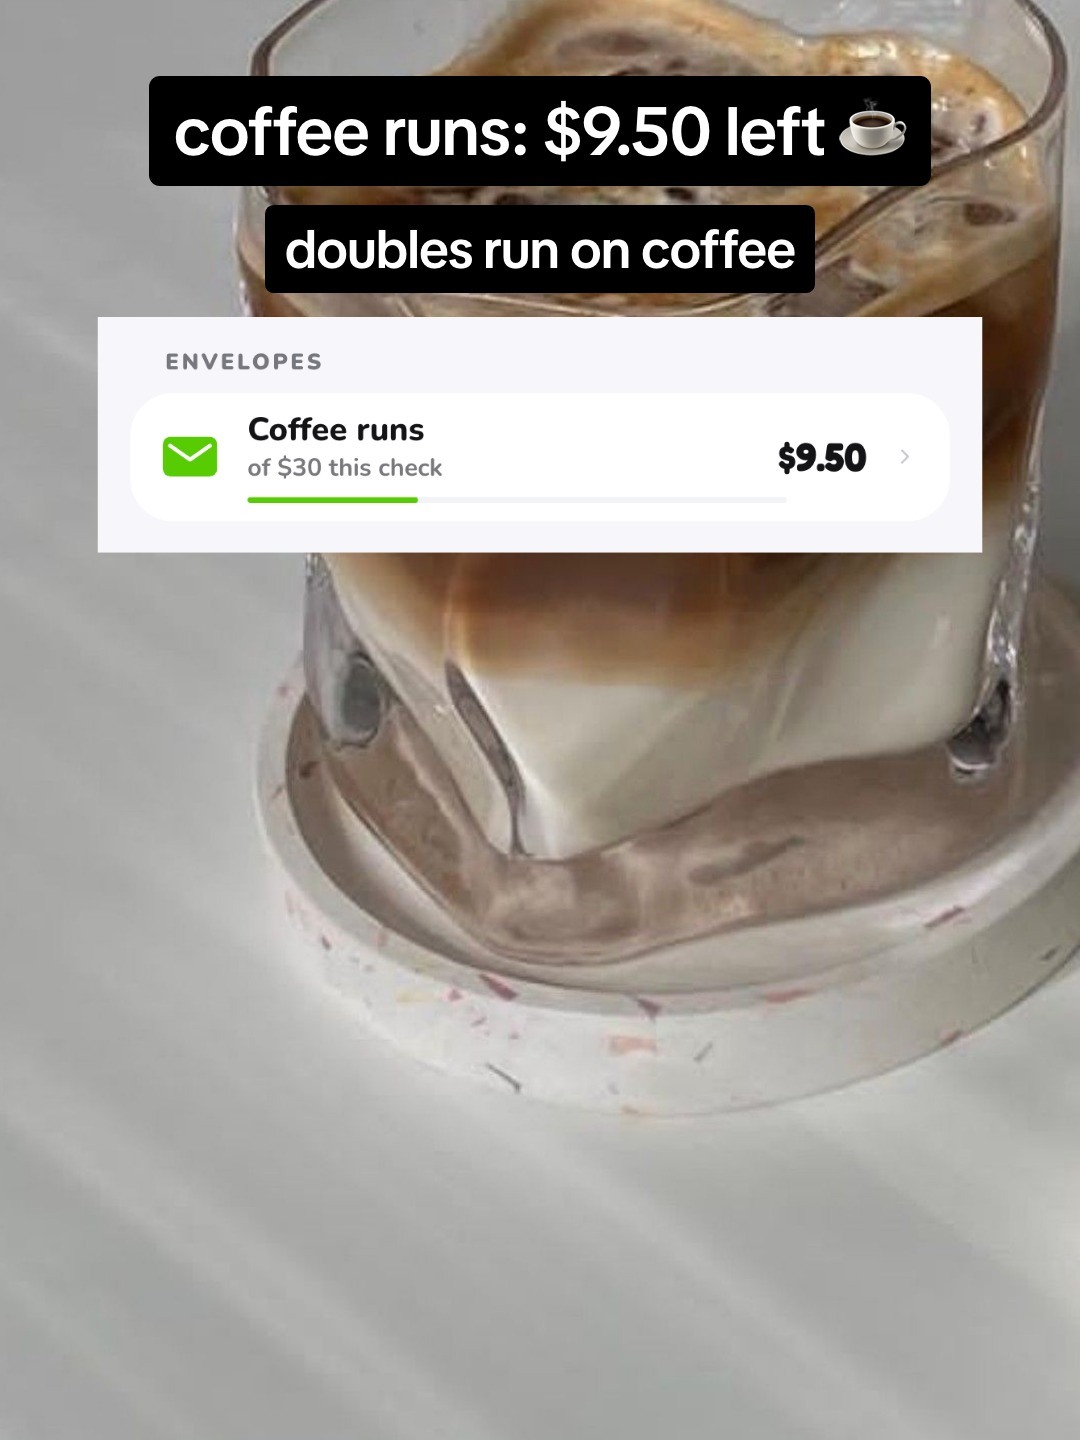 coffee runs: $9.50 left ☕
doubles run on coffee
ENVELOPES
Coffee runs
of $30 this check
$9.50